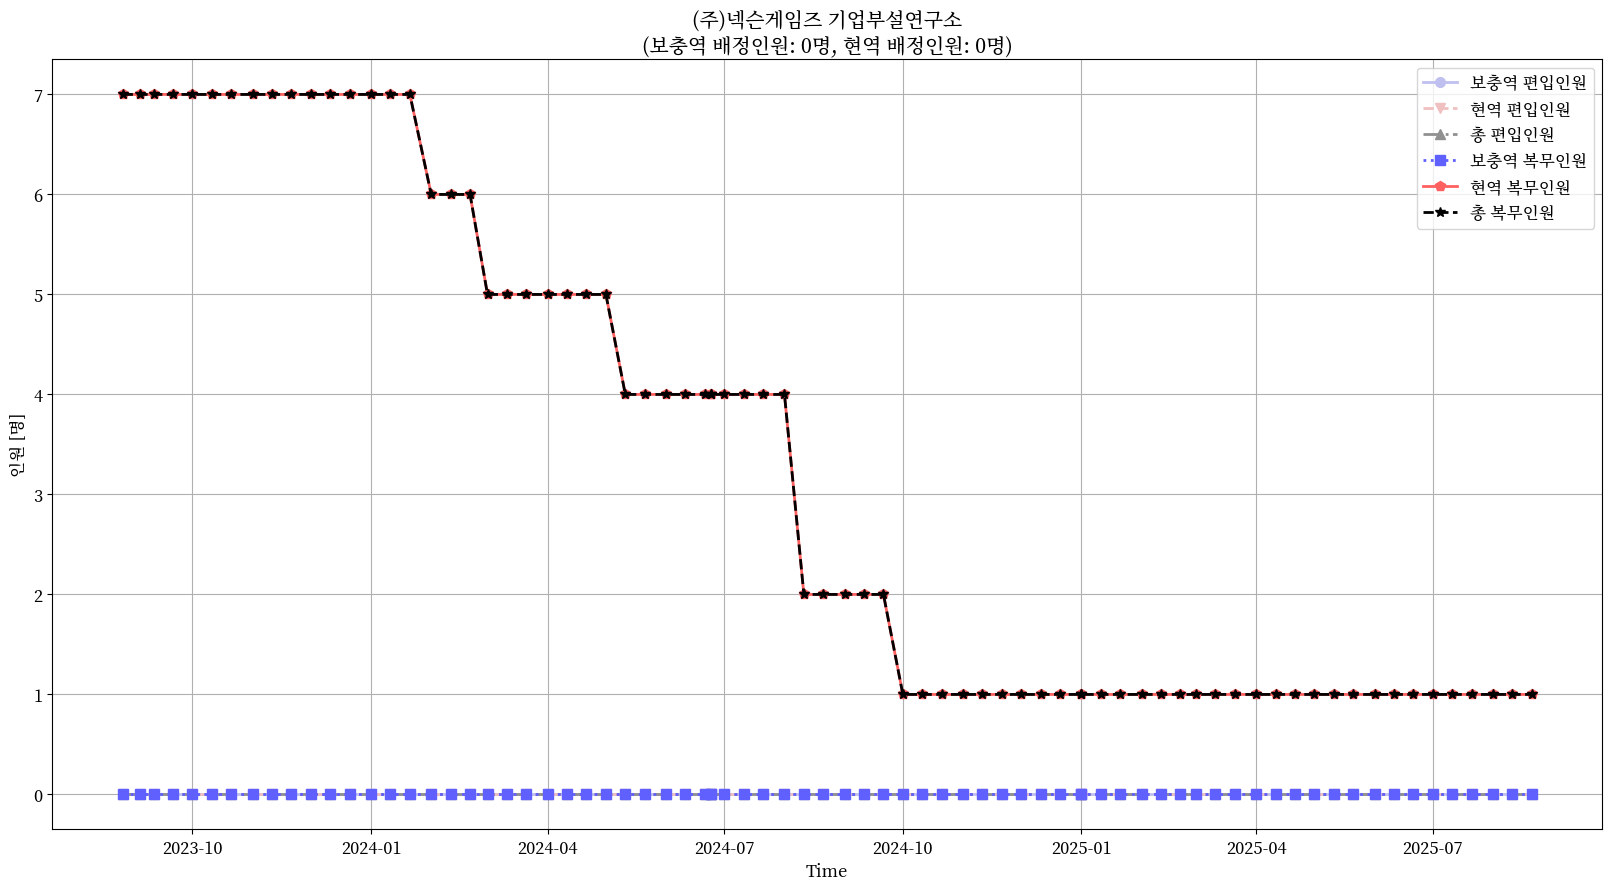 (주)넥슨게임즈 기업부설연구소
(보충역 배정인원: 0명, 현역 배정인원: 0명)
보충역 편입인원
현역 편입인원
총 편입인원
보충역 복무인원
현역 복무인원
총 복무인원
인원 [명]
7
6
5
4
3
2
1
0
2023-10
2024-01
2024-04
2024-07
2024-10
2025-01
2025-04
2025-07
Time